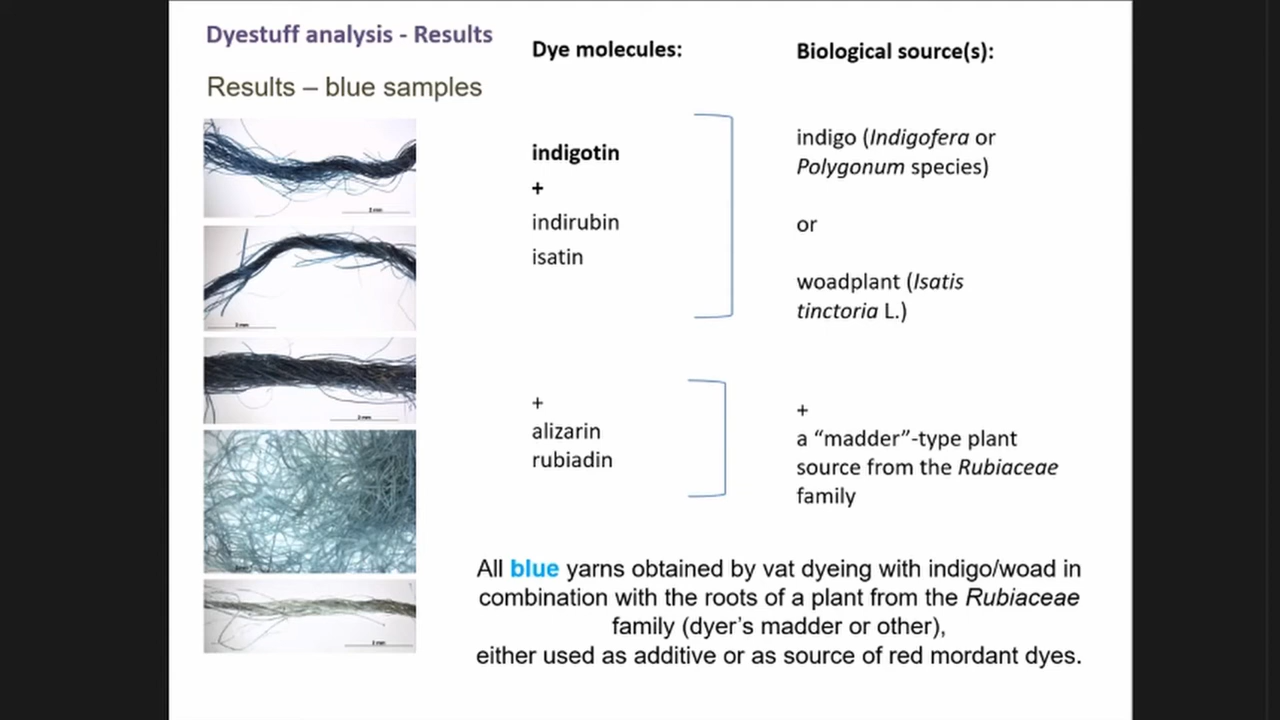 Dyestuff analysis - Results
Results – blue samples
Dye molecules:
Biological source(s):
indigotin
+
indirubin
isatin
indigo (Indigofera or
Polygonum species)
or
woadplant (Isatis
tinctoria L.)
+
alizarin
rubiadin
+
a “madder”-type plant
source from the Rubiaceae
family
All blue yarns obtained by vat dyeing with indigo/woad in
combination with the roots of a plant from the Rubiaceae
family (dyer’s madder or other),
either used as additive or as source of red mordant dyes.